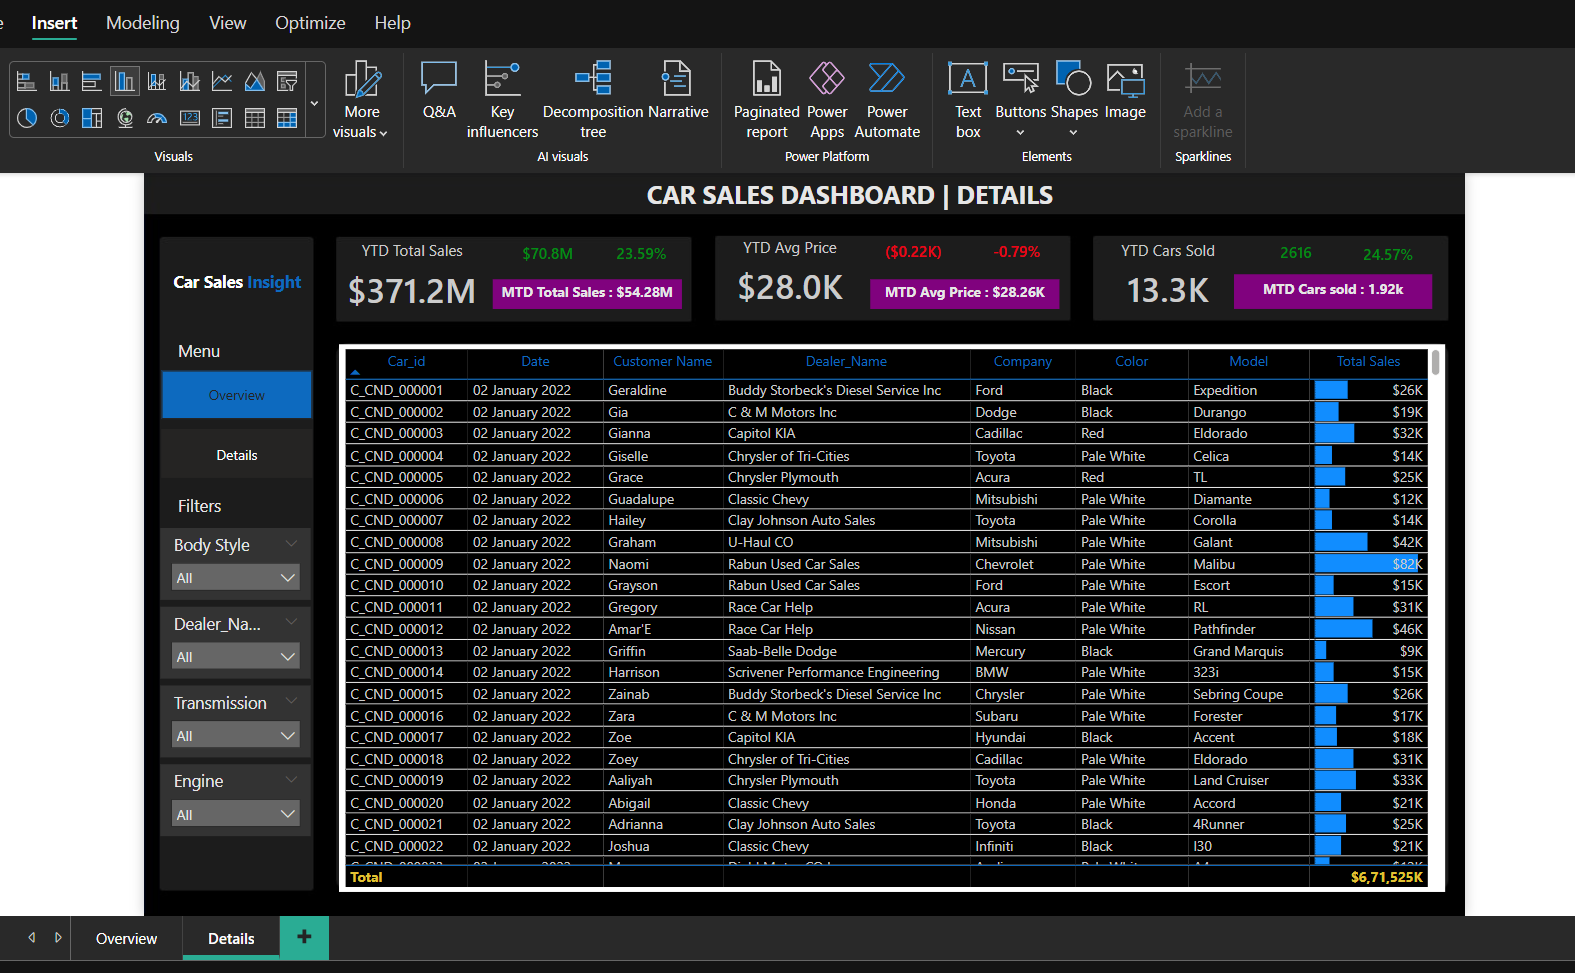 Insert Modeling View Optimize Help
More visuals
Q&A
Key influencers
Decomposition tree
Narrative
Paginated report
Power Apps
Power Automate
Text box
Buttons
Shapes
Image
Add a sparkline
Visuals
AI visuals
Power Platform
Elements
Sparklines
CAR SALES DASHBOARD | DETAILS
Car Sales Insight
Menu
Overview
Details
Filters
Body Style
All
Dealer_Na...
All
Transmission
All
Engine
All
YTD Total Sales
$70.8M 23.59%
$371.2M
MTD Total Sales : $54.28M
YTD Avg Price
($0.22K) -0.79%
$28.0K
MTD Avg Price : $28.26K
YTD Cars Sold
2616 24.57%
13.3K
MTD Cars sold : 1.92k
Car_id Date Customer Name Dealer_Name Company Color Model Total Sales
C_CND_000001 02 January 2022 Geraldine Buddy Storbeck's Diesel Service Inc Ford Black Expedition $26K
C_CND_000002 02 January 2022 Gia C & M Motors Inc Dodge Black Durango $19K
C_CND_000003 02 January 2022 Gianna Capitol KIA Cadillac Red Eldorado $32K
C_CND_000004 02 January 2022 Giselle Chrysler of Tri-Cities Toyota Pale White Celica $14K
C_CND_000005 02 January 2022 Grace Chrysler Plymouth Acura Red TL $25K
C_CND_000006 02 January 2022 Guadalupe Classic Chevy Mitsubishi Pale White Diamante $12K
C_CND_000007 02 January 2022 Hailey Clay Johnson Auto Sales Toyota Pale White Corolla $14K
C_CND_000008 02 January 2022 Graham U-Haul CO Mitsubishi Pale White Galant $42K
C_CND_000009 02 January 2022 Naomi Rabun Used Car Sales Chevrolet Pale White Malibu $82K
C_CND_000010 02 January 2022 Grayson Rabun Used Car Sales Ford Pale White Escort $15K
C_CND_000011 02 January 2022 Gregory Race Car Help Acura Pale White RL $31K
C_CND_000012 02 January 2022 Amar'E Race Car Help Nissan Pale White Pathfinder $46K
C_CND_000013 02 January 2022 Griffin Saab-Belle Dodge Mercury Black Grand Marquis $9K
C_CND_000014 02 January 2022 Harrison Scrivener Performance Engineering BMW Pale White 323i $15K
C_CND_000015 02 January 2022 Zainab Buddy Storbeck's Diesel Service Inc Chrysler Pale White Sebring Coupe $26K
C_CND_000016 02 January 2022 Zara C & M Motors Inc Subaru Pale White Forester $17K
C_CND_000017 02 January 2022 Zoe Capitol KIA Hyundai Black Accent $18K
C_CND_000018 02 January 2022 Zoey Chrysler of Tri-Cities Cadillac Pale White Eldorado $31K
C_CND_000019 02 January 2022 Aaliyah Chrysler Plymouth Toyota Pale White Land Cruiser $33K
C_CND_000020 02 January 2022 Abigail Classic Chevy Honda Pale White Accord $21K
C_CND_000021 02 January 2022 Adrianna Clay Johnson Auto Sales Toyota Black 4Runner $25K
C_CND_000022 02 January 2022 Joshua Classic Chevy Infiniti Black I30 $21K
Total $6,71,525K
Overview Details